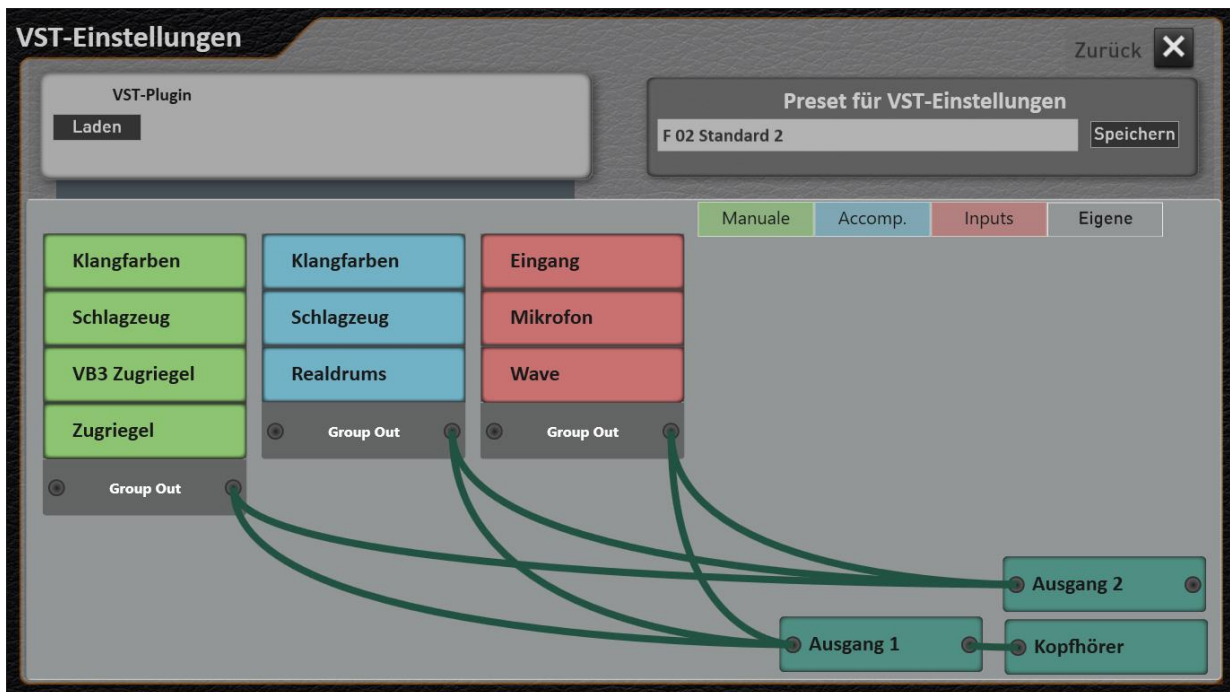 VST-Einstellungen
Zurück
VST-Plugin
Laden
Preset für VST-Einstellungen
F 02 Standard 2
Speichern
Manuale
Accomp.
Inputs
Eigene
Klangfarben
Schlagzeug
VB3 Zugriegel
Zugriegel
Group Out
Klangfarben
Schlagzeug
Realdrums
Group Out
Eingang
Mikrofon
Wave
Group Out
Ausgang 2
Ausgang 1
Kopfhörer